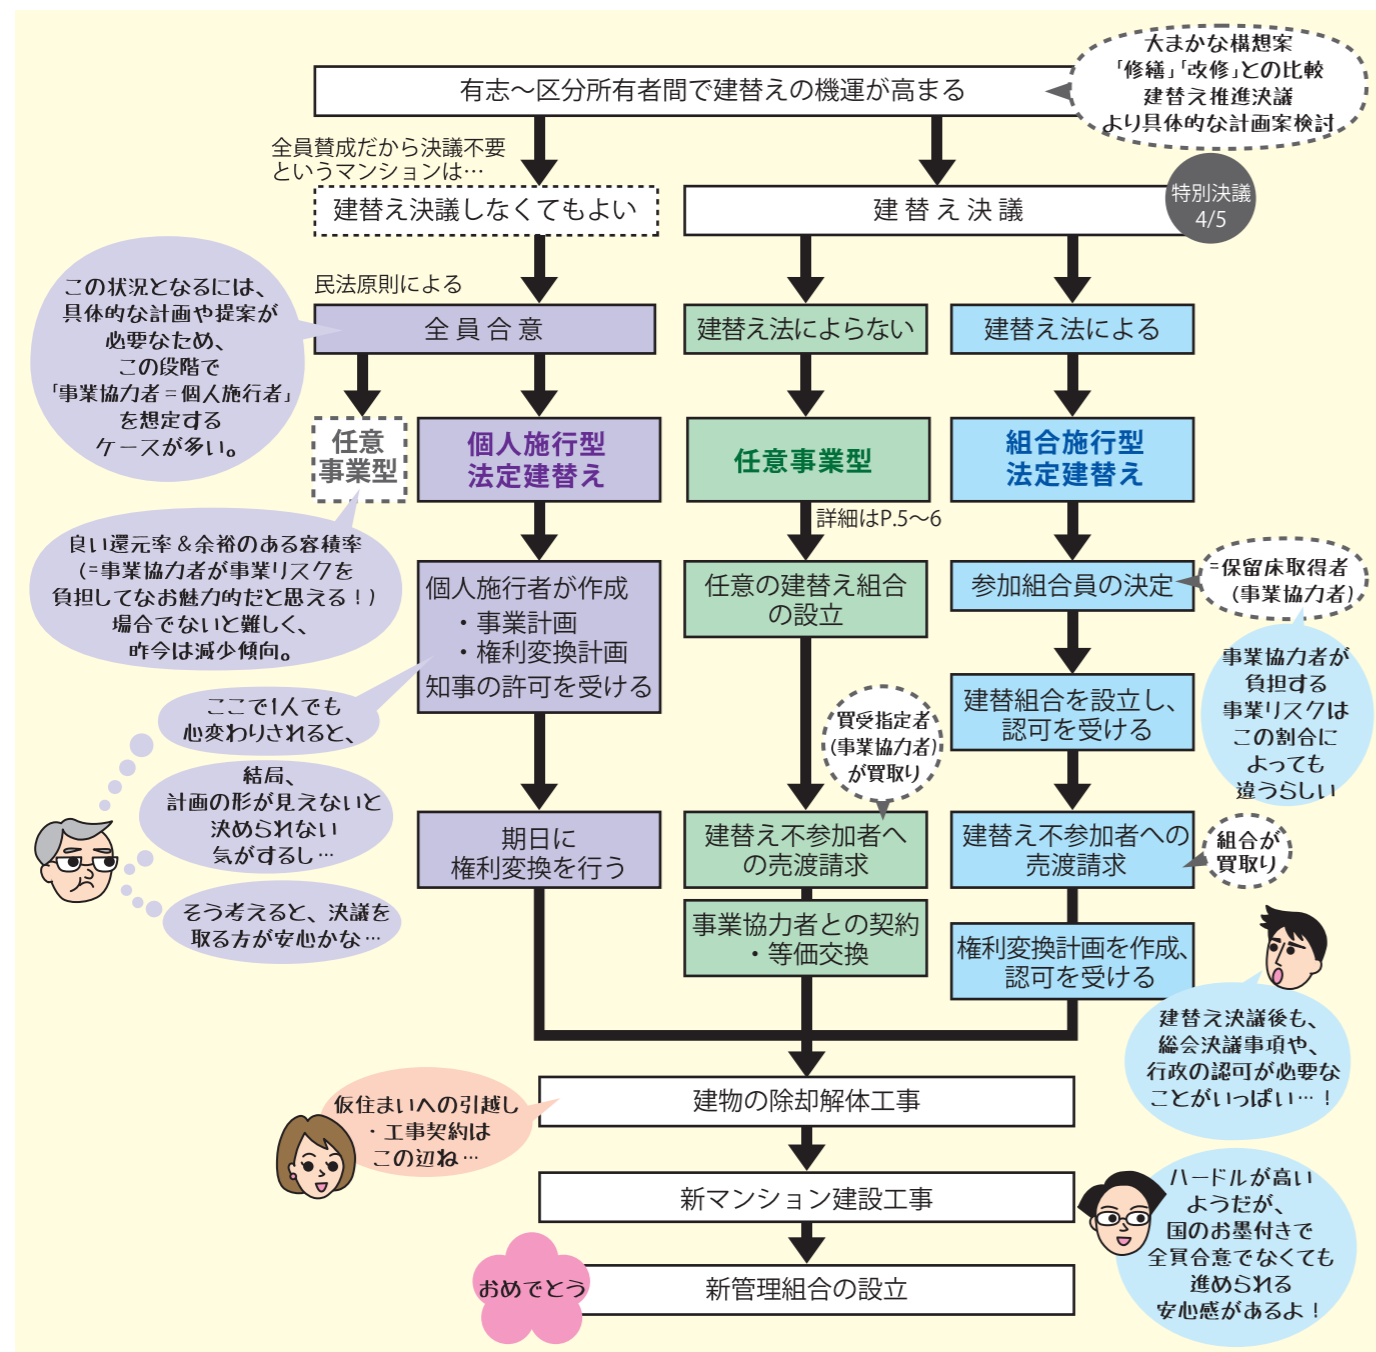 有志～区分所有者間で建替えの機運が高まる
大まかな構想案
「修繕」「改修」との比較
建替え推進決議
より具体的な計画案検討
全員賛成だから決議不要
というマンションは…
建替え決議しなくてもよい
建替え決議
特別決議
4/5
民法原則による
全員合意
この状況となるには、
具体的な計画や提案が
必要なため、
この段階で
「事業協力者＝個人施行者」
を想定する
ケースが多い。
建替え法によらない
建替え法による
任意
事業型
個人施行型
法定建替え
任意事業型
組合施行型
法定建替え
詳細はP.5～6
良い還元率＆余裕のある容積率
（=事業協力者が事業リスクを
負担してなお魅力的だと思える！）
場合でないと難しく、
昨今は減少傾向。
個人施行者が作成
・事業計画
・権利変換計画
知事の許可を受ける
任意の建替え組合
の設立
参加組合員の決定
=保留床取得者
(事業協力者)
事業協力者が
負担する
事業リスクは
この割合に
よっても
違うらしい
建替組合を設立し、
認可を受ける
ここで1人でも
心変わりされると、
結局、
計画の形が見えないと
決められない
気がするし…
そう考えると、決議を
取る方が安心かな…
買受指定者
(事業協力者)
が買取り
期日に
権利変換を行う
建替え不参加者へ
の売渡請求
建替え不参加者への
売渡請求
組合が
買取り
事業協力者との契約
・等価交換
権利変換計画を作成、
認可を受ける
建替え決議後も、
総会決議事項や、
行政の認可が必要な
ことがいっぱい…！
建物の除却解体工事
仮住まいへの引越し
・工事契約は
この辺ね…
新マンション建設工事
ハードルが高い
ようだが、
国のお墨付きで
全員合意でなくても
進められる
安心感があるよ！
おめでとう
新管理組合の設立